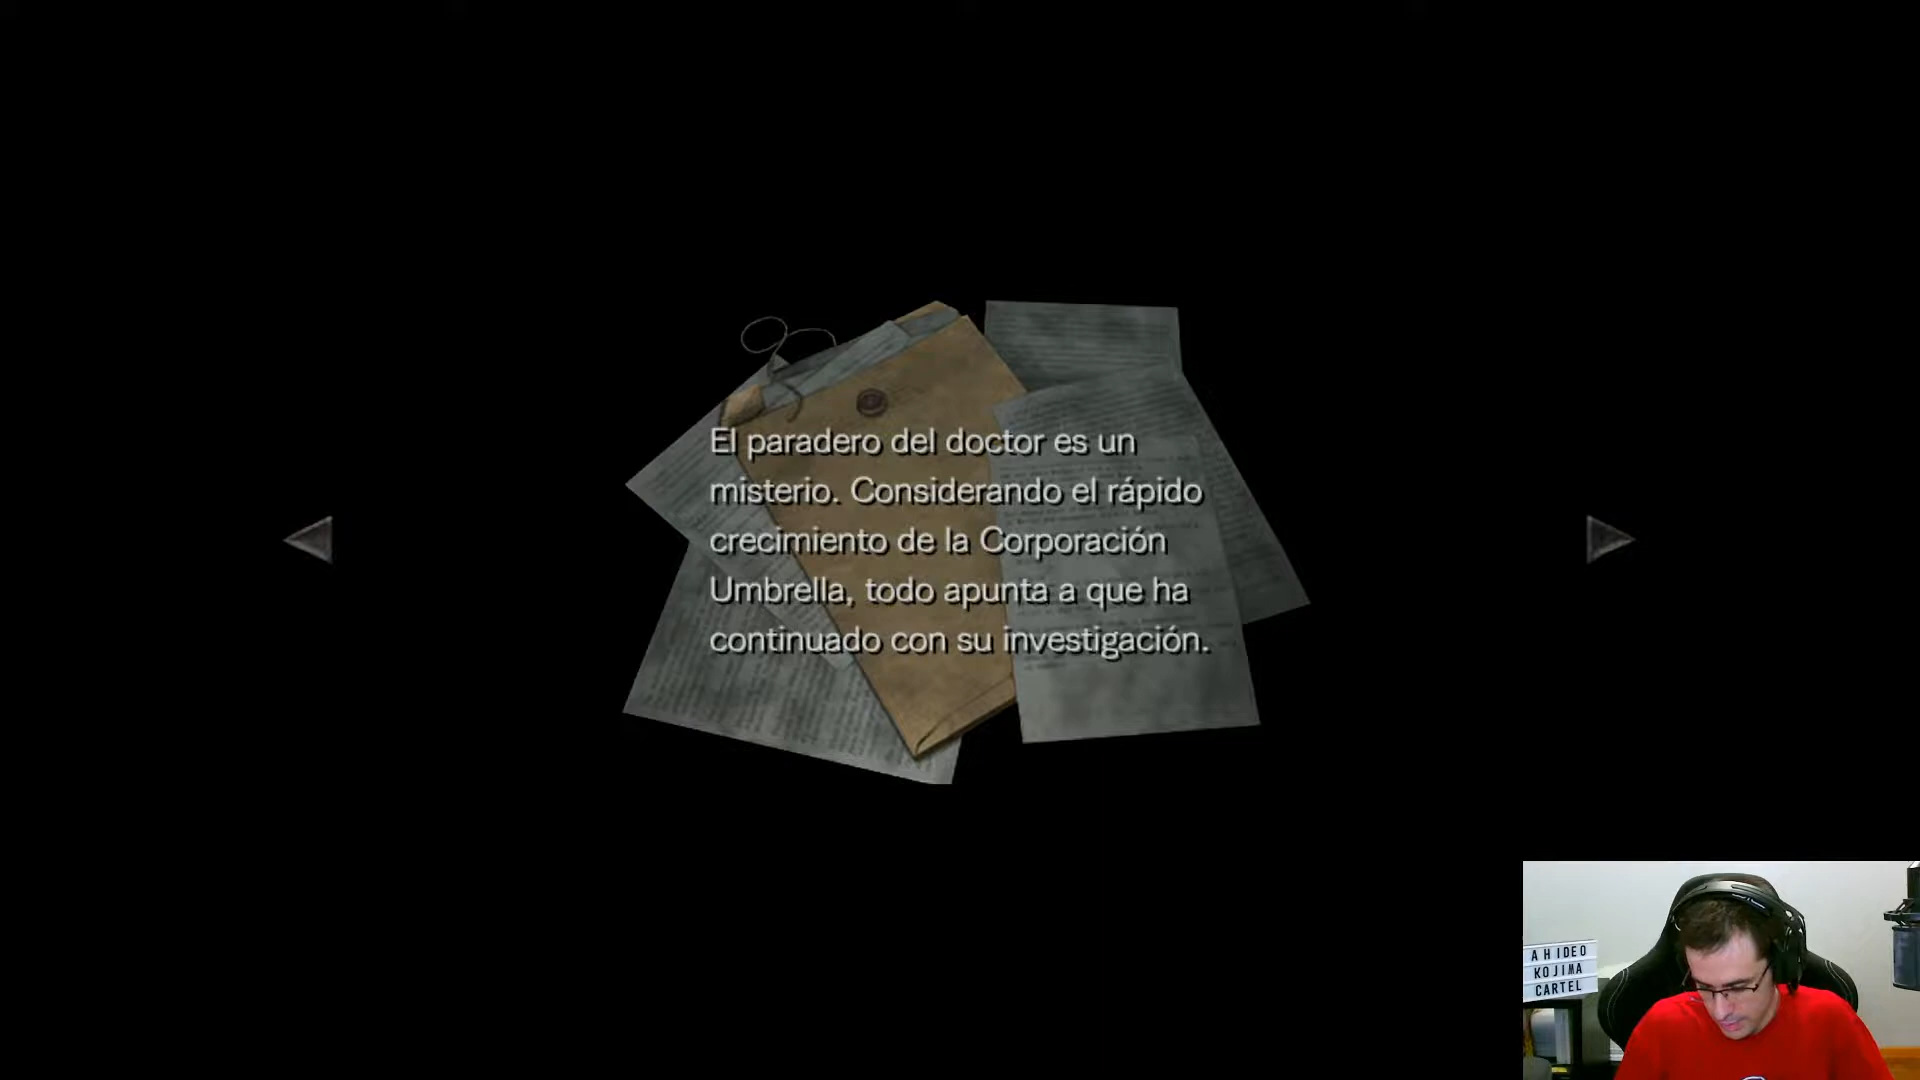 El paradero del doctor es un
misterio. Considerando el rápido
crecimiento de la Corporación
Umbrella, todo apunta a que ha
continuado con su investigación.
AHIDEO
KOJIMA
CARTEL